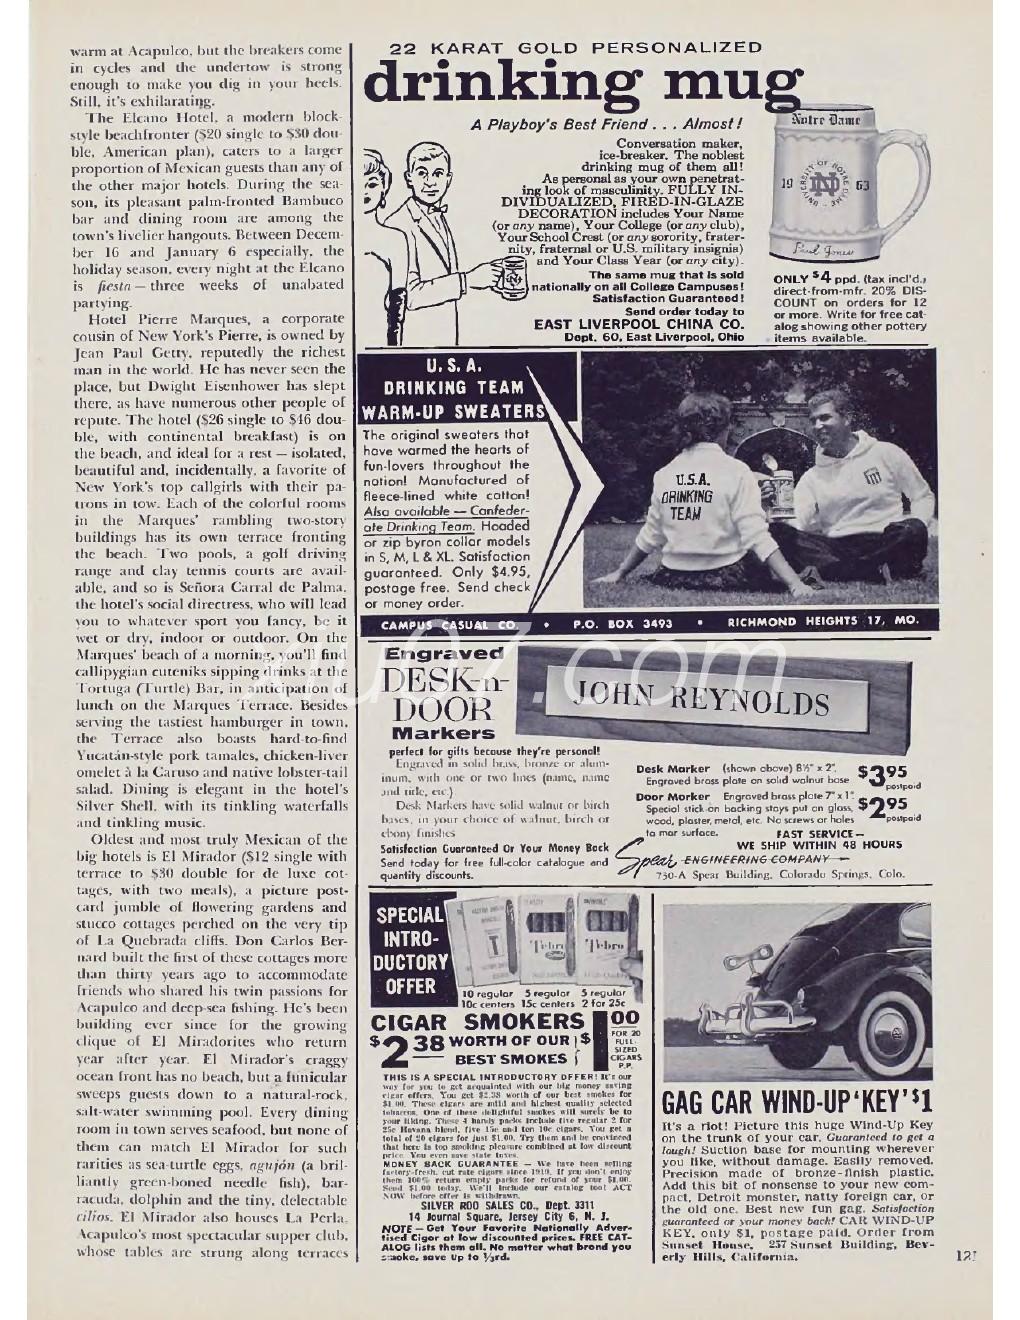 warm at Acapulco, but the breakers come
in cycles and the undertow is strong
enough to make you dig in your heels.
Still, it's exhilarating.
The Elcano Hotel, a modern block-
style beachfronter ($20 single to $30 dou-
ble, American plan), caters to a larger
proportion of Mexican guests than any of
the other major hotels. During the sea-
son, its pleasant palm-fronted Bambuco
bar and dining room are among the
town's livelier hangouts. Between Decem-
ber 16 and January 6 especially, the
holiday season, every night at the Elcano
is fiesta — three weeks of unabated
partying.
Hotel Pierre Marques, a corporate
cousin of New York's Pierre, is owned by
Jean Paul Getty, reputedly the richest
man in the world. He has never seen the
place, but Dwight Eisenhower has slept
there, as have numerous other people of
repute. The hotel ($26 single to $46 dou-
ble, with continental breakfast) is on
the beach, and ideal for a rest — isolated,
beautiful and, incidentally, a favorite of
New York's top callgirls with their pa-
trons in tow. Each of the colorful rooms
in the Marques' rambling two-story
buildings has its own terrace fronting
the beach. Two pools, a golf driving
range and clay tennis courts are avail-
able, and so is Señora Carral de Palma,
the hotel's social directress, who will lead
you to whatever sport you fancy, be it
wet or dry, indoor or outdoor. On the
Marques' beach of a morning, you'll find
callipygian cuteniks sipping drinks at the
Tortuga (Turtle) Bar, in anticipation of
lunch on the Marques Terrace. Besides
serving the tastiest hamburger in town,
the Terrace also boasts hard-to-find
Yucatán-style pork tamales, chicken-liver
omelet à la Caruso and native lobster-tail
salad. Dining is elegant in the hotel's
Silver Shell, with its tinkling waterfalls
and tinkling music.
Oldest and most truly Mexican of the
big hotels is El Mirador ($12 single with
terrace to $30 double for de luxe cot-
tages, with two meals), a picture post-
card jumble of flowering gardens and
stucco cottages perched on the very tip
of La Quebrada cliffs. Don Carlos Ber-
nard built the first of these cottages more
than thirty years ago to accommodate
friends who shared his twin passions for
Acapulco and deep-sea fishing. He's been
building ever since for the growing
clique of El Miradorites who return
year after year. El Mirador's craggy
ocean front has no beach, but a funicular
sweeps guests down to a natural-rock,
salt-water swimming pool. Every dining
room in town serves seafood, but none of
them can match El Mirador for such
rarities as sea-turtle eggs, agujón (a bril-
liantly green-boned needle fish), bar-
racuda, dolphin and the tiny, delectable
cilios. El Mirador also houses La Perla,
Acapulco's most spectacular supper club,
whose tables are strung along terraces
22 KARAT GOLD PERSONALIZED
drinking mug
A Playboy's Best Friend . . . Almost!
Conversation maker,
ice-breaker. The noblest
drinking mug of them all!
As personal as your own penetrat-
ing look of masculinity. FULLY IN-
DIVIDUALIZED, FIRED-IN-GLAZE
DECORATION includes Your Name
(or any name), Your College (or any club),
Your School Crest (or any sorority, frater-
nity, fraternal or U.S. military insignia)
and Your Class Year (or any city).
The same mug that is sold
nationally on all College Campuses!
Satisfaction Guaranteed!
Send order today to
EAST LIVERPOOL CHINA CO.
Dept. 60, East Liverpool, Ohio
Notre Dame
UNIVERSITY OF NOTRE DAME
19 ND 63
Paul Jones
ONLY $4 ppd. (tax incl'd.)
direct-from-mfr. 20% DIS-
COUNT on orders for 12
or more. Write for free cat-
alog showing other pottery
items available.
U.S.A.
DRINKING TEAM
WARM-UP SWEATERS
The original sweaters that
have warmed the hearts of
fun-lovers throughout the
nation! Manufactured of
fleece-lined white cotton!
Also available — Confeder-
ate Drinking Team. Hooded
or zip byron collar models
in S, M, L & XL. Satisfaction
guaranteed. Only $4.95,
postage free. Send check
or money order.
U.S.A.
DRINKING
TEAM
CAMPUS CASUAL CO. • P.O. BOX 3493 • RICHMOND HEIGHTS 17, MO.
Engraved
DESK-n-
DOOR
Markers
JOHN REYNOLDS
perfect for gifts because they're personal!
Engraved in solid brass, bronze or alum-
inum, with one or two lines (name, name
and title, etc.)
Desk Markers have solid walnut or birch
bases, in your choice of walnut, birch or
ebony finishes
Satisfaction Guaranteed Or Your Money Back
Send today for free full-color catalogue and
quantity discounts.
Desk Marker (shown above) 8½" x 2",
Engraved brass plate on solid walnut base $3.95 postpaid
Door Marker Engraved brass plate 7" x 1"
Special stick-on backing stays put on glass, $2.95 postpaid
wood, plaster, metal, etc. No screws or holes
to mar surface. FAST SERVICE —
WE SHIP WITHIN 48 HOURS
Spear ENGINEERING COMPANY
730-A Spear Building, Colorado Springs, Colo.
SPECIAL
INTRO-
DUCTORY
OFFER
10 regular 5 regular 5 regular
10c centers 15c centers 2 for 25c
CIGAR SMOKERS
$2.38 WORTH OF OUR
BEST SMOKES
$1.00
FOR 20
FULL-
SIZED
CIGARS
P.P.
THIS IS A SPECIAL INTRODUCTORY OFFER! It's our
way for you to get acquainted with our big money saving
cigar offers. You get $2.38 worth of our best smokes for
$1.00. These cigars are mild and highest quality selected
tobaccos. One of these delightful smokes will surely be to
your liking. These 4 handy packs include five regular 2 for
25c Havana blend, five 15c and ten 10c cigars. You get a
total of 20 cigars for just $1.00. Try them and be convinced
that here is top smoking pleasure combined at low discount
price. You even save state taxes.
MONEY BACK GUARANTEE — We have been selling
factory-fresh, cut rate cigars since 1919. If you don't enjoy
them 100% return empty packs for refund of your $1.00.
Send $1.00 today. We'll include our catalog too! ACT
NOW before offer is withdrawn.
SILVER ROD SALES CO., Dept. 3311
14 Journal Square, Jersey City 6, N. J.
NOTE — Get Your Favorite Nationally Adver-
tised Cigar at low discounted prices. FREE CAT-
ALOG lists them all. No matter what brand you
smoke, save Up to ⅓rd.
GAG CAR WIND-UP 'KEY' $1
It's a riot! Picture this huge Wind-Up Key
on the trunk of your car. Guaranteed to get a
laugh! Suction base for mounting wherever
you like, without damage. Easily removed.
Precision made of bronze-finish plastic.
Add this bit of nonsense to your new com-
pact, Detroit monster, natty foreign car, or
the old one. Best new fun gag. Satisfaction
guaranteed or your money back! CAR WIND-UP
KEY, only $1, postage paid. Order from
Sunset House, 257 Sunset Building, Bev-
erly Hills, California.
121